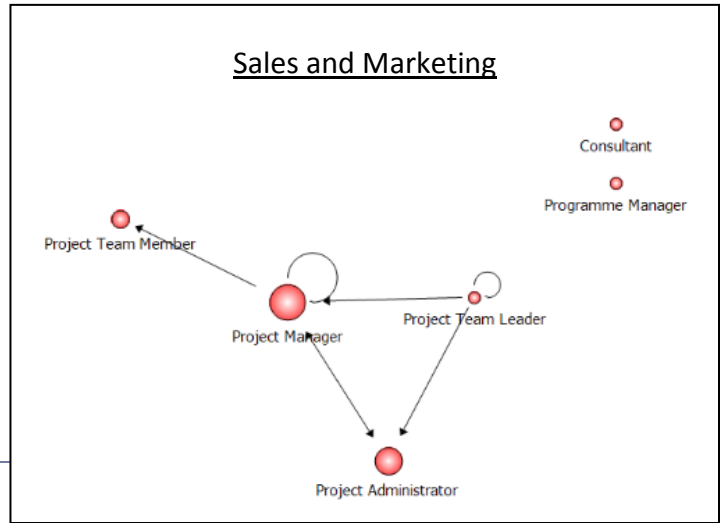 Sales and Marketing
Consultant
Programme Manager
Project Team Member
Project Team Leader
Project Manager
Project Administrator